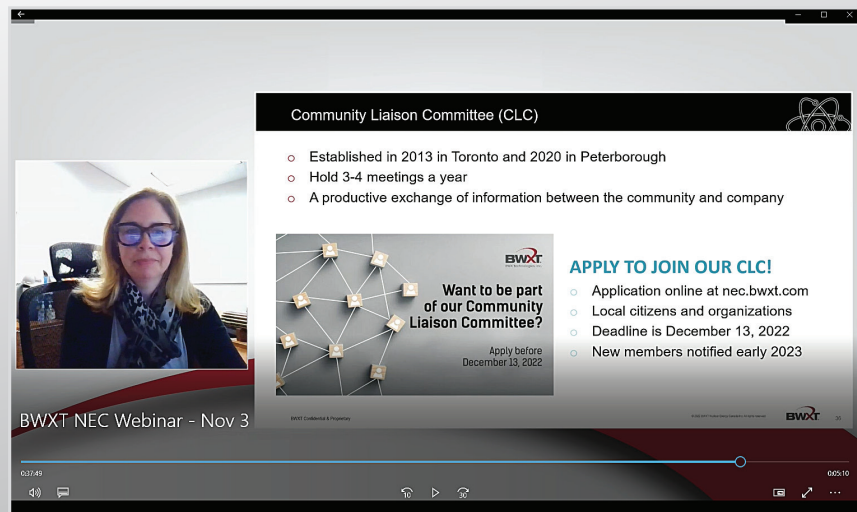 Community Liaison Committee (CLC)
Established in 2013 in Toronto and 2020 in Peterborough
Hold 3-4 meetings a year
A productive exchange of information between the community and company
BWXT
Want to be part
of our Community
Liaison Committee?
Apply before
December 13, 2022
APPLY TO JOIN OUR CLC!
Application online at nec.bwxt.com
Local citizens and organizations
Deadline is December 13, 2022
New members notified early 2023
BWXT NEC Webinar - Nov 3
BWXT Confidential & Proprietary
BWXT
0:37:49
0:05:10
10
30